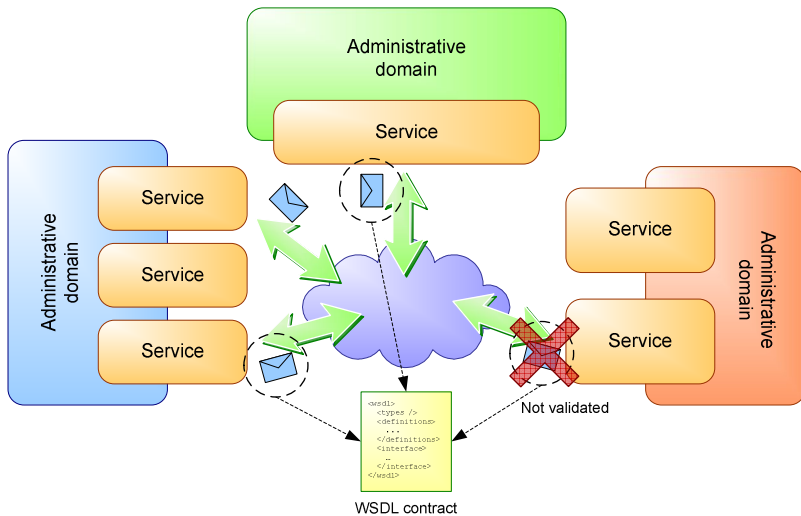 Administrative
domain
Service
Administrative
domain
Service
Service
Service
Administrative
domain
Service
Service
Not validated
<wsdl>
<types />
<definitions>
...
</definitions>
<interface>
…
</interface>
</wsdl>
WSDL contract